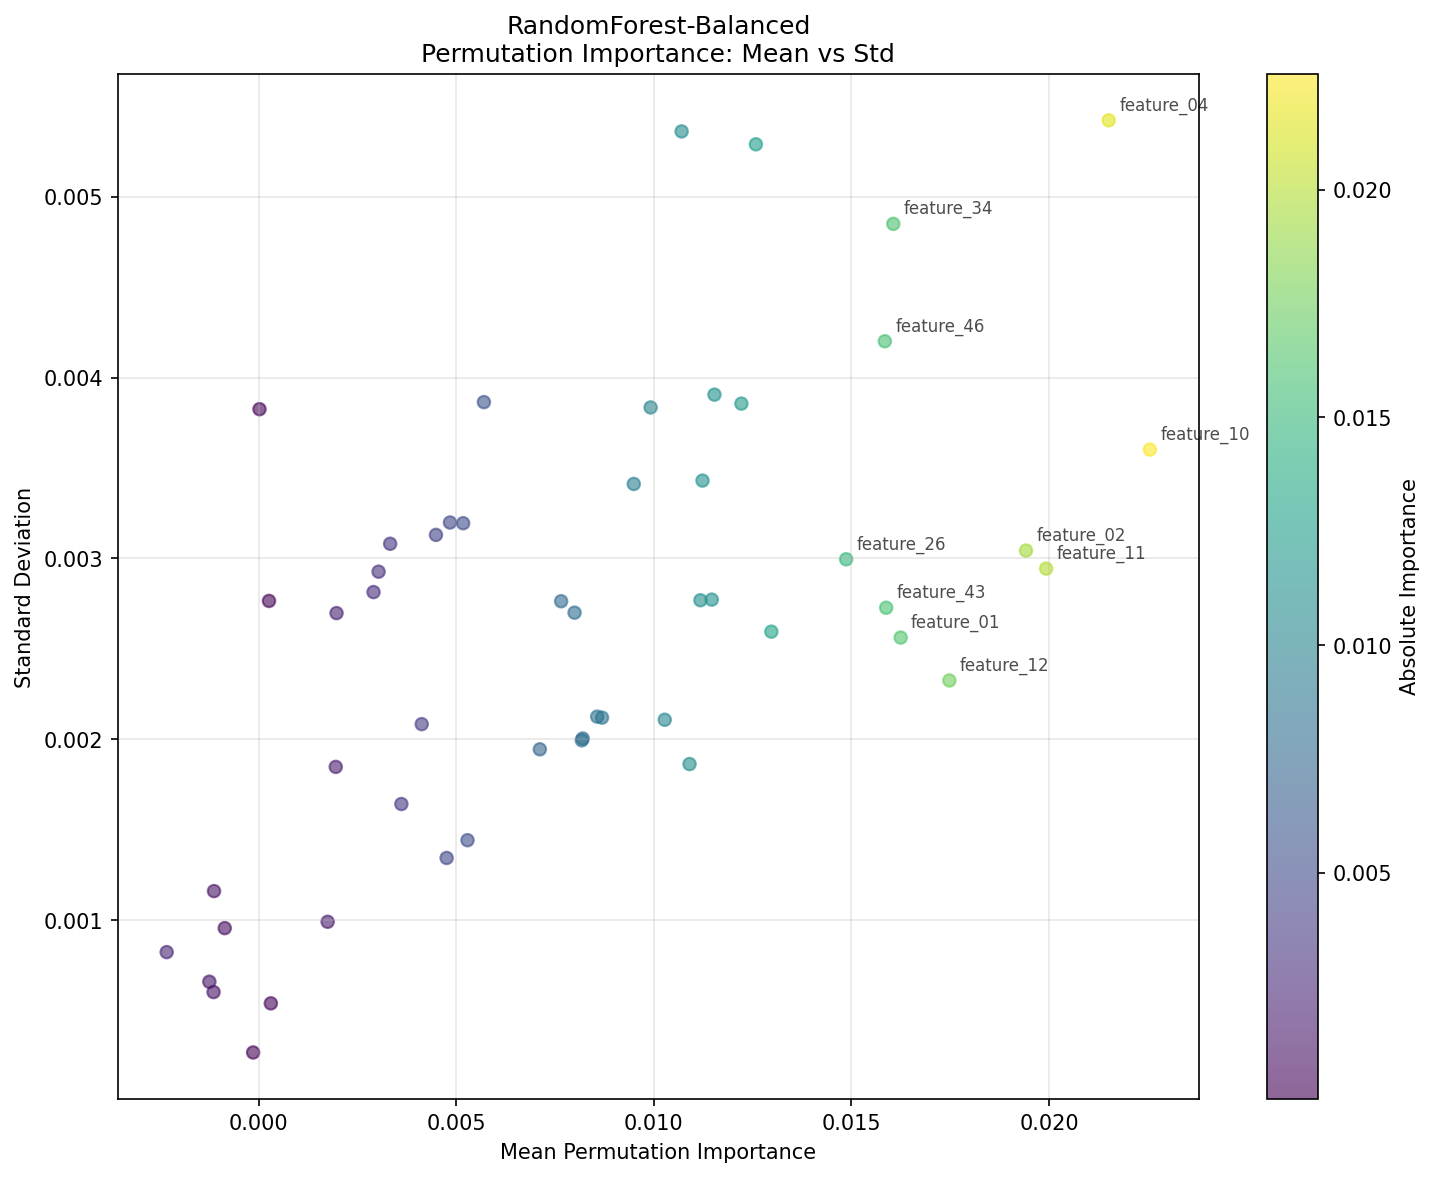 RandomForest-Balanced
Permutation Importance: Mean vs Std
feature_04
feature_34
feature_46
feature_10
feature_02
feature_26
feature_11
feature_43
feature_01
feature_12
0.005
0.004
0.003
0.002
0.001
Standard Deviation
0.000
0.005
0.010
0.015
0.020
Mean Permutation Importance
0.020
0.015
0.010
0.005
Absolute Importance